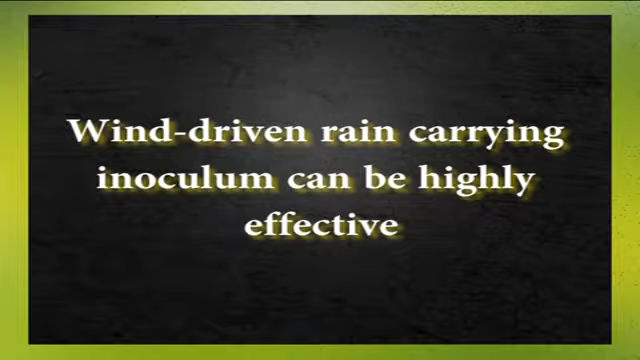 Wind-driven rain carrying
inoculum can be highly
effective